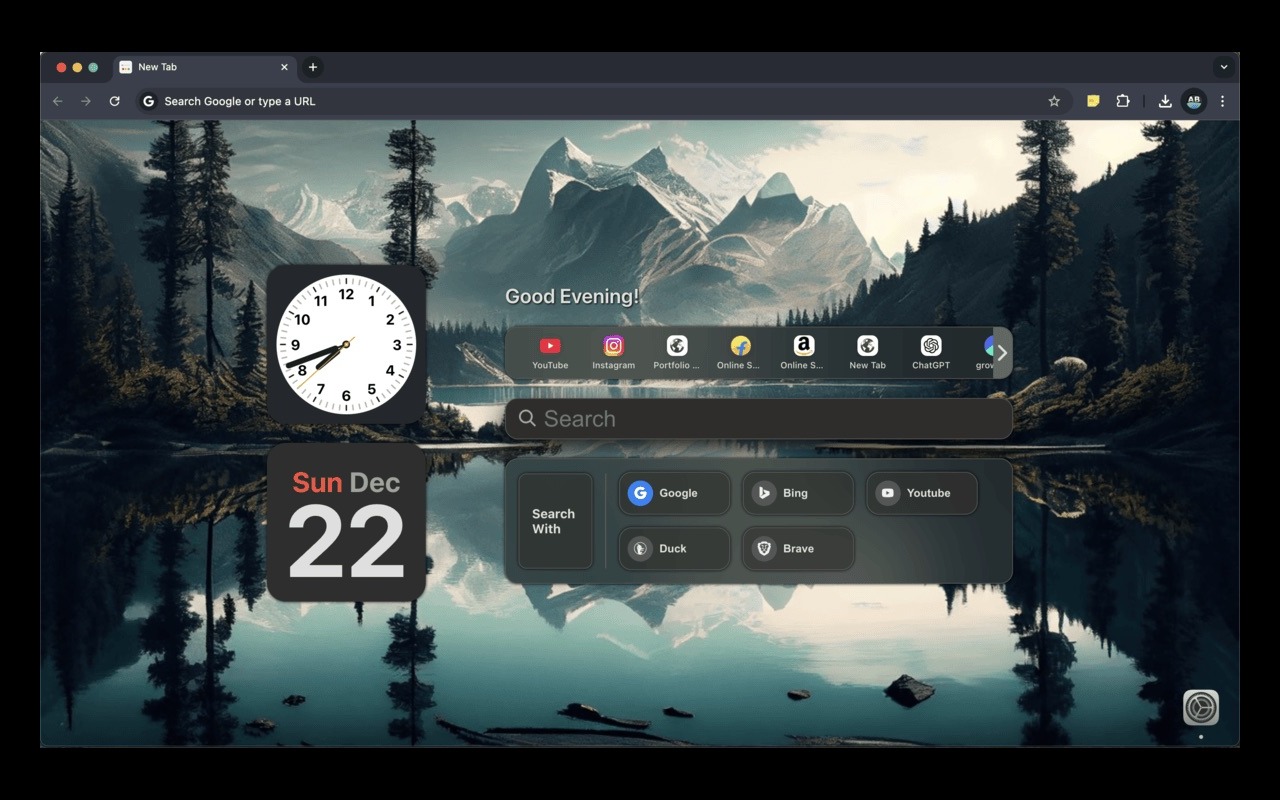 New Tab
Search Google or type a URL
AB
12
11
1
10
2
9
3
8
4
7
5
6
Sun Dec
22
Good Evening!
YouTube
Instagram
Portfolio ...
Online S...
Online S...
New Tab
ChatGPT
grow
Search
Search
With
Google
Bing
Youtube
Duck
Brave